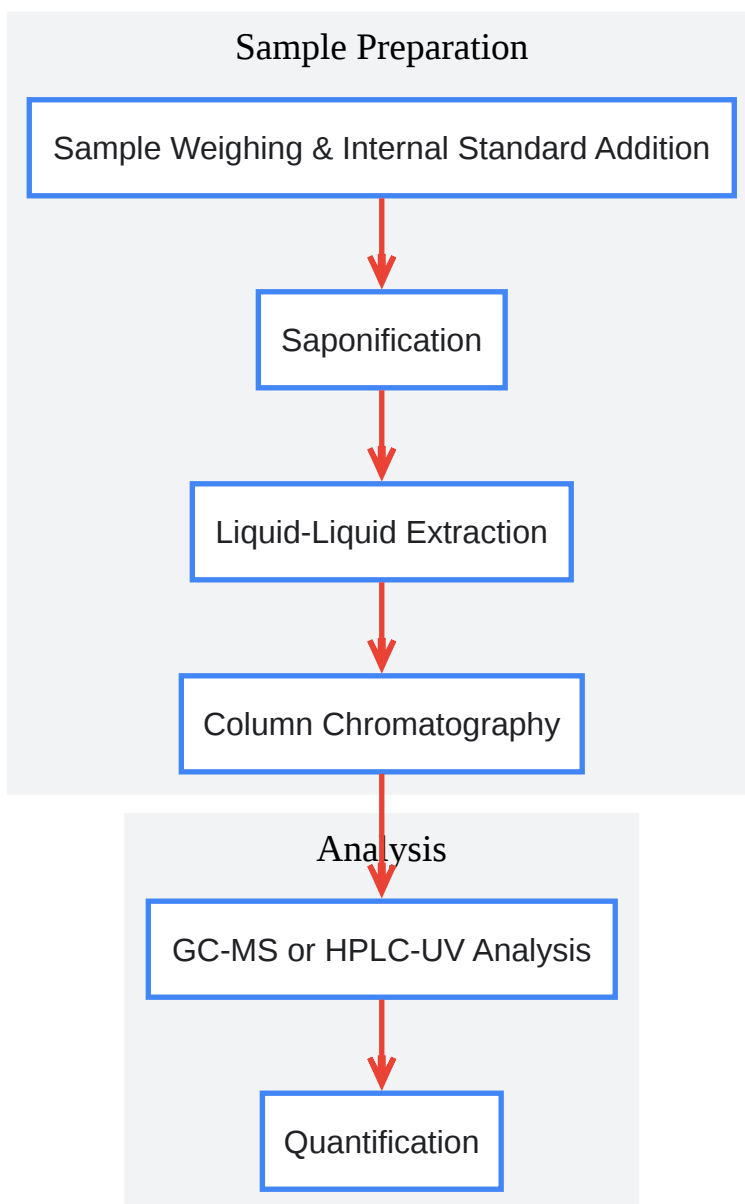 Sample Preparation
Sample Weighing & Internal Standard Addition
Saponification
Liquid-Liquid Extraction
Column Chromatography
Analysis
GC-MS or HPLC-UV Analysis
Quantification